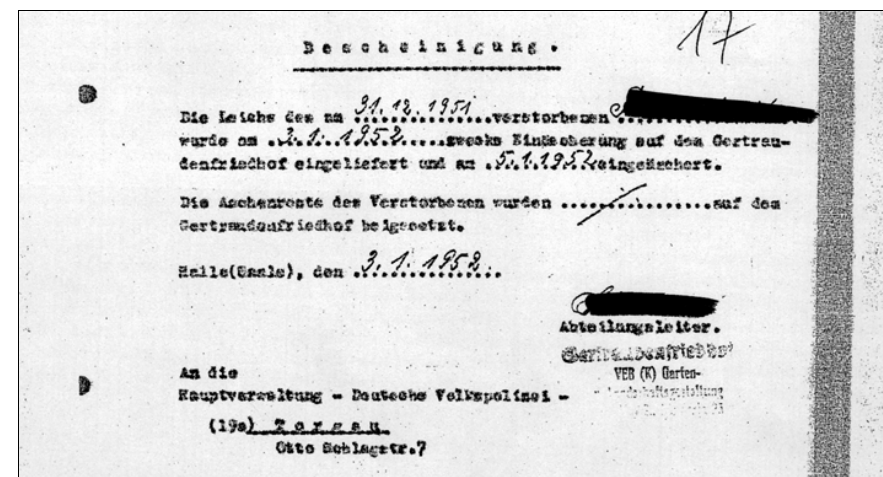 17
Bescheinigung.
Die Leiche des am 31.12.1951 verstorbenen
wurde am 3.1.1952 zwecks Einäscherung auf dem Gertrau-
denfriedhof eingeliefert und am 5.1.1952 eingeäschert.
Die Aschenreste des Verstorbenen wurden ................auf dem
Gertraudenfriedhof beigesetzt.
Halle(Saale), den 3.1.1952.
Abteilungsleiter.
Gertraudenfriedhof
VEB (K) Garten-
An die
Hauptverwaltung - Deutsche Volkspolizei -
(19a) Torgau
Otto Schlagstr.7